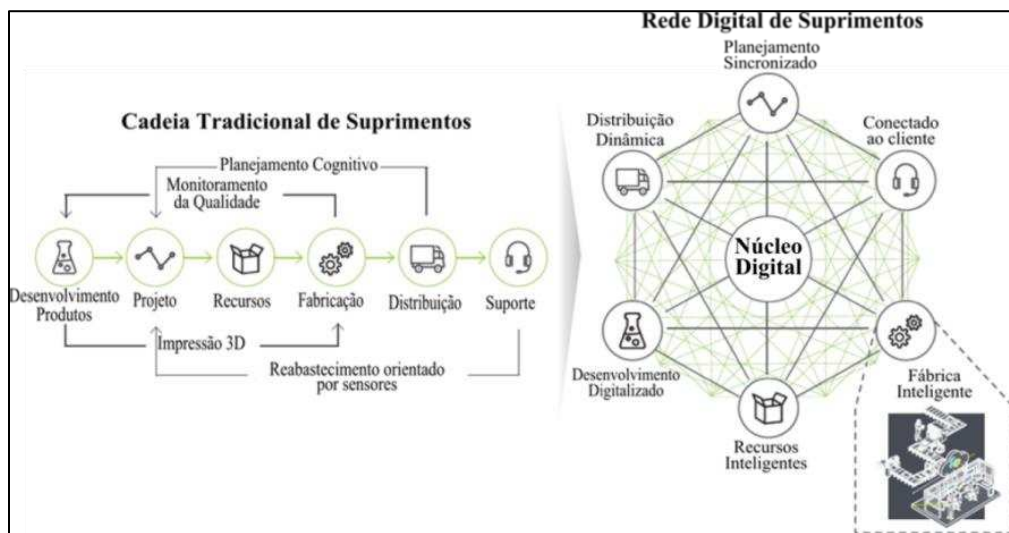 Rede Digital de Suprimentos
Planejamento
Sincronizado
Cadeia Tradicional de Suprimentos
Distribuição
Dinâmica
Conectado
ao cliente
Planejamento Cognitivo
Monitoramento
da Qualidade
Núcleo
Digital
Desenvolvimento
Produtos
Projeto
Recursos
Fabricação
Distribuição
Suporte
Impressão 3D
Reabastecimento orientado
por sensores
Desenvolvimento
Digitalizado
Fábrica
Inteligente
Recursos
Inteligentes